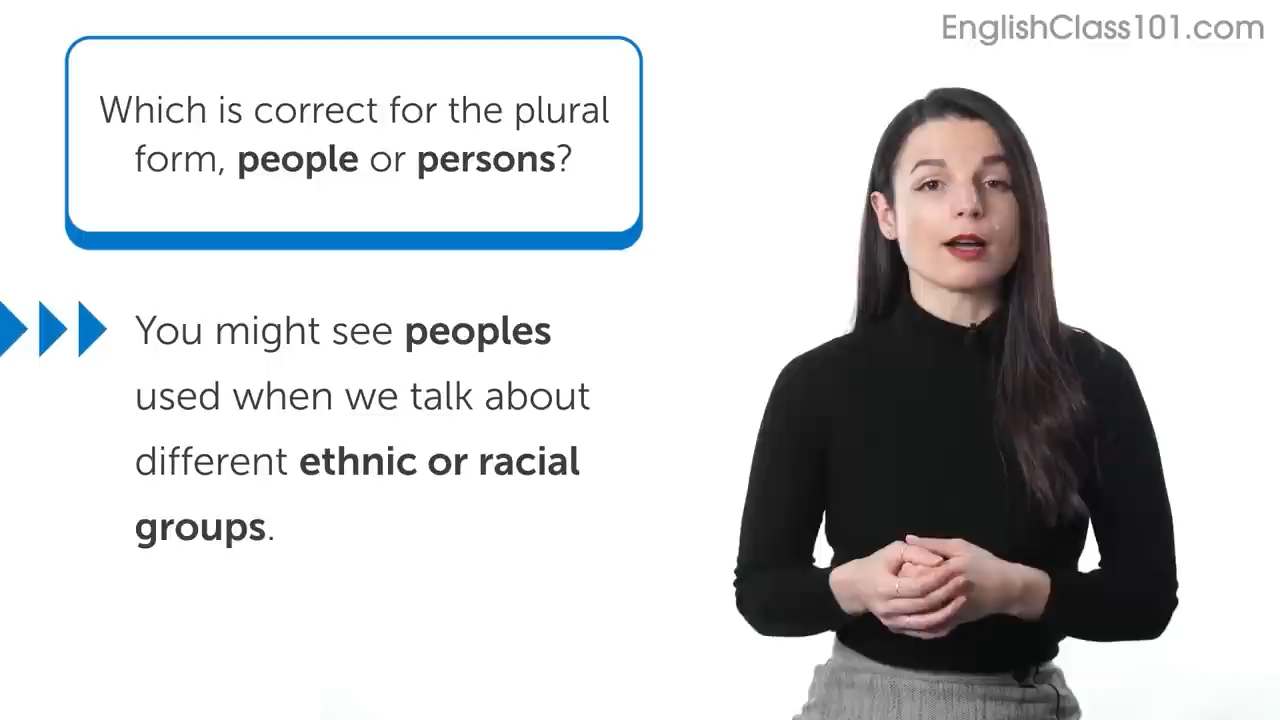 EnglishClass101.com
Which is correct for the plural
form, people or persons?
You might see peoples
used when we talk about
different ethnic or racial
groups.